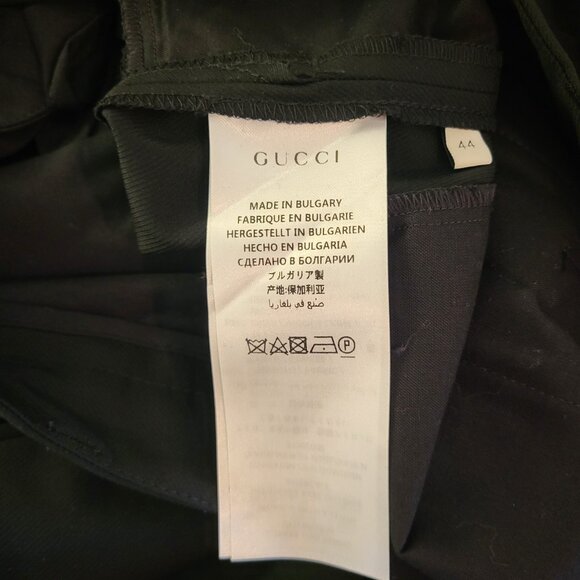 GUCCI
44
MADE IN BULGARY
FABRIQUE EN BULGARIE
HERGESTELLT IN BULGARIEN
HECHO EN BULGARIA
СДЕЛАНО В БОЛГАРИИ
ブルガリア製
产地:保加利亚
صنع في بلغاريا
P